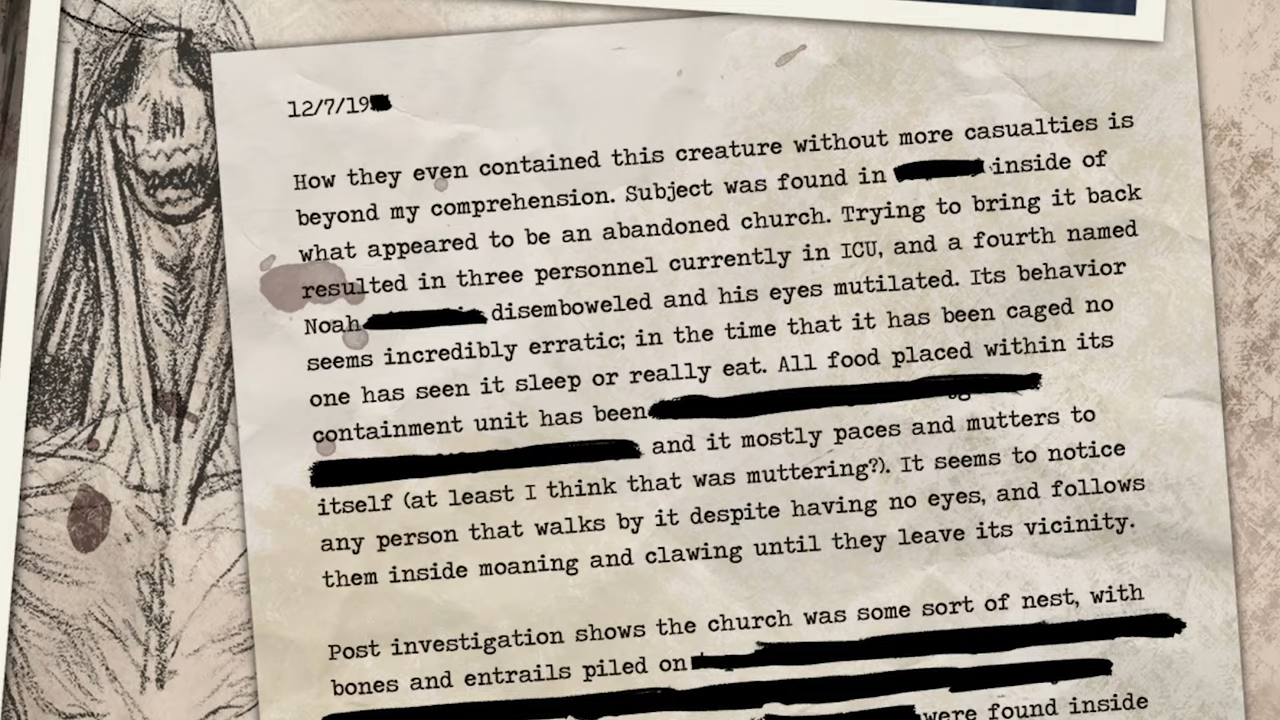 12/7/19
How they even contained this creature without more casualties is
beyond my comprehension. Subject was found in inside of
what appeared to be an abandoned church. Trying to bring it back
resulted in three personnel currently in ICU, and a fourth named
Noah disemboweled and his eyes mutilated. Its behavior
seems incredibly erratic; in the time that it has been caged no
one has seen it sleep or really eat. All food placed within its
containment unit has been
and it mostly paces and mutters to
itself (at least I think that was muttering?). It seems to notice
any person that walks by it despite having no eyes, and follows
them inside moaning and clawing until they leave its vicinity.
Post investigation shows the church was some sort of nest, with
bones and entrails piled on
were found inside